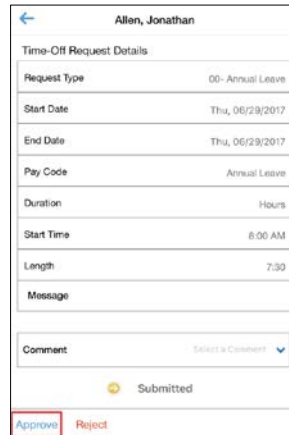 Allen, Jonathan
Time-Off Request Details
Request Type 00- Annual Leave
Start Date Thu, 06/29/2017
End Date Thu, 06/29/2017
Pay Code Annual Leave
Duration Hours
Start Time 8:00 AM
Length 7:30
Message
Comment Select a Comment
Submitted
Approve Reject